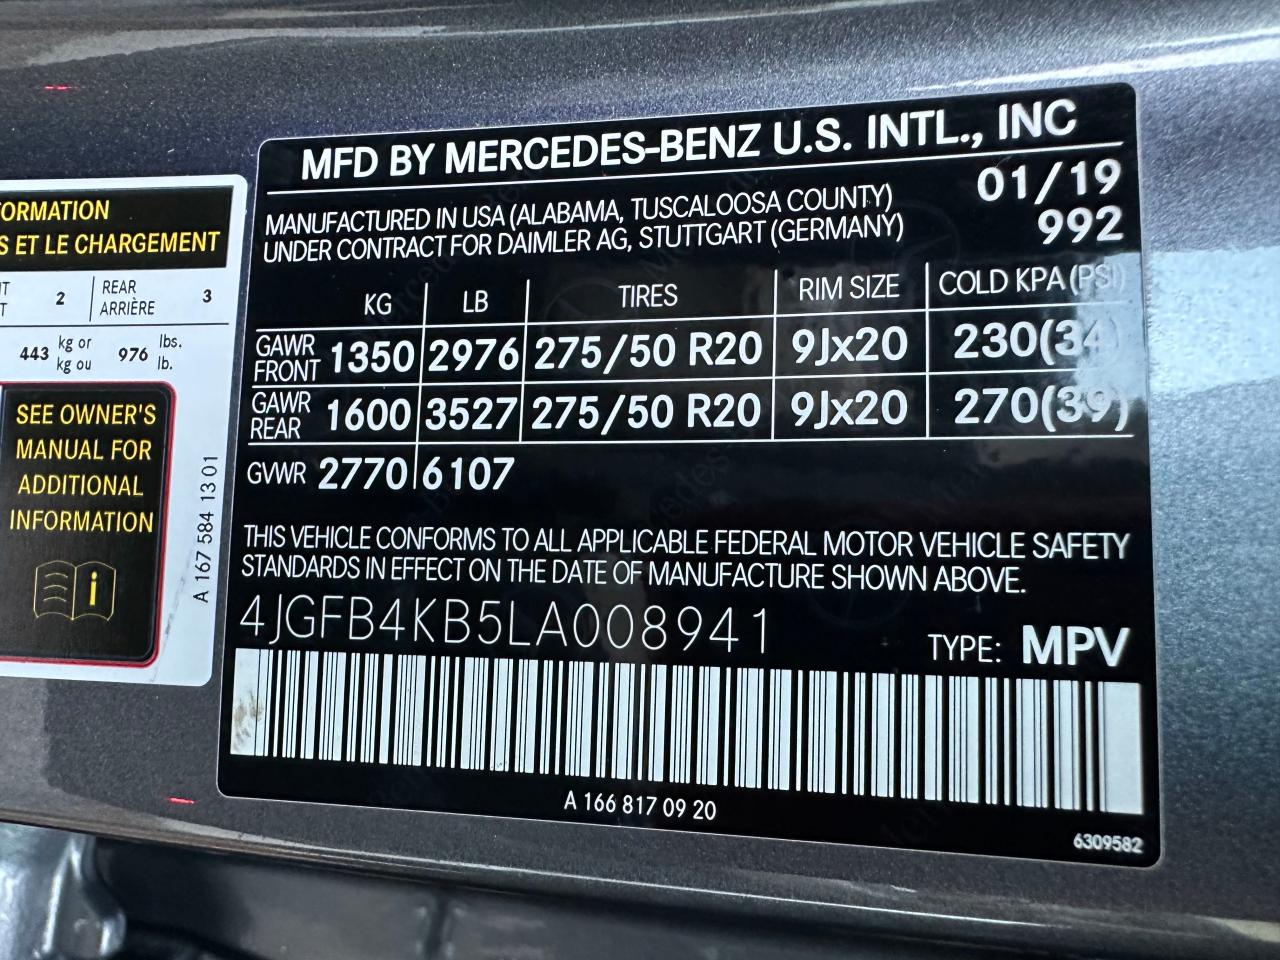 ORMATION
S ET LE CHARGEMENT
2
REAR
ARRIÈRE
3
443 kg or
kg ou
976 lbs.
lb.
SEE OWNER'S
MANUAL FOR
ADDITIONAL
INFORMATION
A 167 584 13 01
MFD BY MERCEDES-BENZ U.S. INTL., INC
MANUFACTURED IN USA (ALABAMA, TUSCALOOSA COUNTY)
UNDER CONTRACT FOR DAIMLER AG, STUTTGART (GERMANY)
01/19
992
KG LB TIRES RIM SIZE COLD KPA (PSI)
GAWR FRONT 1350 2976 275/50 R20 9Jx20 230(34)
GAWR REAR 1600 3527 275/50 R20 9Jx20 270(39)
GVWR 2770 6107
THIS VEHICLE CONFORMS TO ALL APPLICABLE FEDERAL MOTOR VEHICLE SAFETY
STANDARDS IN EFFECT ON THE DATE OF MANUFACTURE SHOWN ABOVE.
4JGFB4KB5LA008941
TYPE: MPV
A 166 817 09 20
6309582